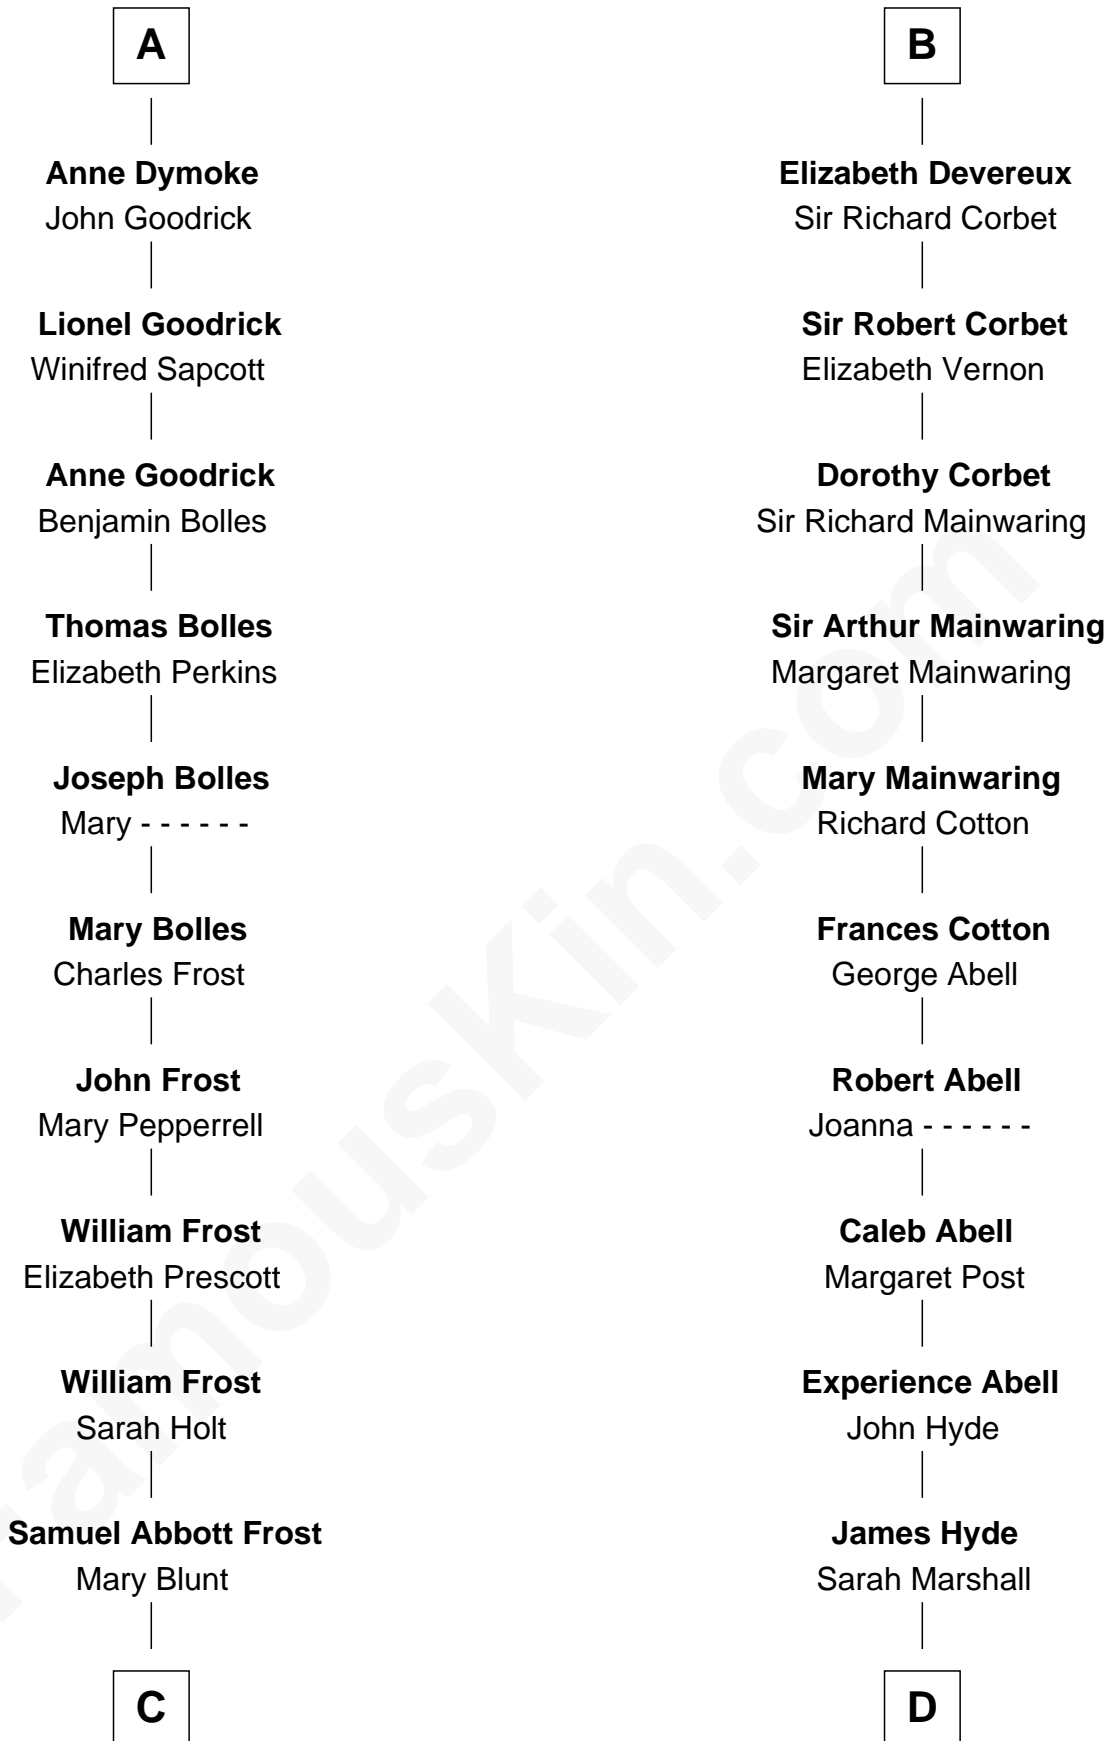 A
Anne Dymoke
John Goodrick
Lionel Goodrick
Winifred Sapcott
Anne Goodrick
Benjamin Bolles
Thomas Bolles
Elizabeth Perkins
Joseph Bolles
Mary - - - - - -
Mary Bolles
Charles Frost
John Frost
Mary Pepperrell
William Frost
Elizabeth Prescott
William Frost
Sarah Holt
Samuel Abbott Frost
Mary Blunt
C
B
Elizabeth Devereux
Sir Richard Corbet
Sir Robert Corbet
Elizabeth Vernon
Dorothy Corbet
Sir Richard Mainwaring
Sir Arthur Mainwaring
Margaret Mainwaring
Mary Mainwaring
Richard Cotton
Frances Cotton
George Abell
Robert Abell
Joanna - - - - - -
Caleb Abell
Margaret Post
Experience Abell
John Hyde
James Hyde
Sarah Marshall
D
FamousKin.com